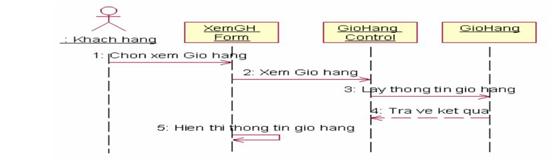 XemGH
Form
GioHang
Control
GioHang
: Khach hang
1: Chon xem Gio hang
2: Xem Gio hang
3: Lay thong tin gio hang
4: Tra ve ket qua
5: Hien thi thong tin gio hang